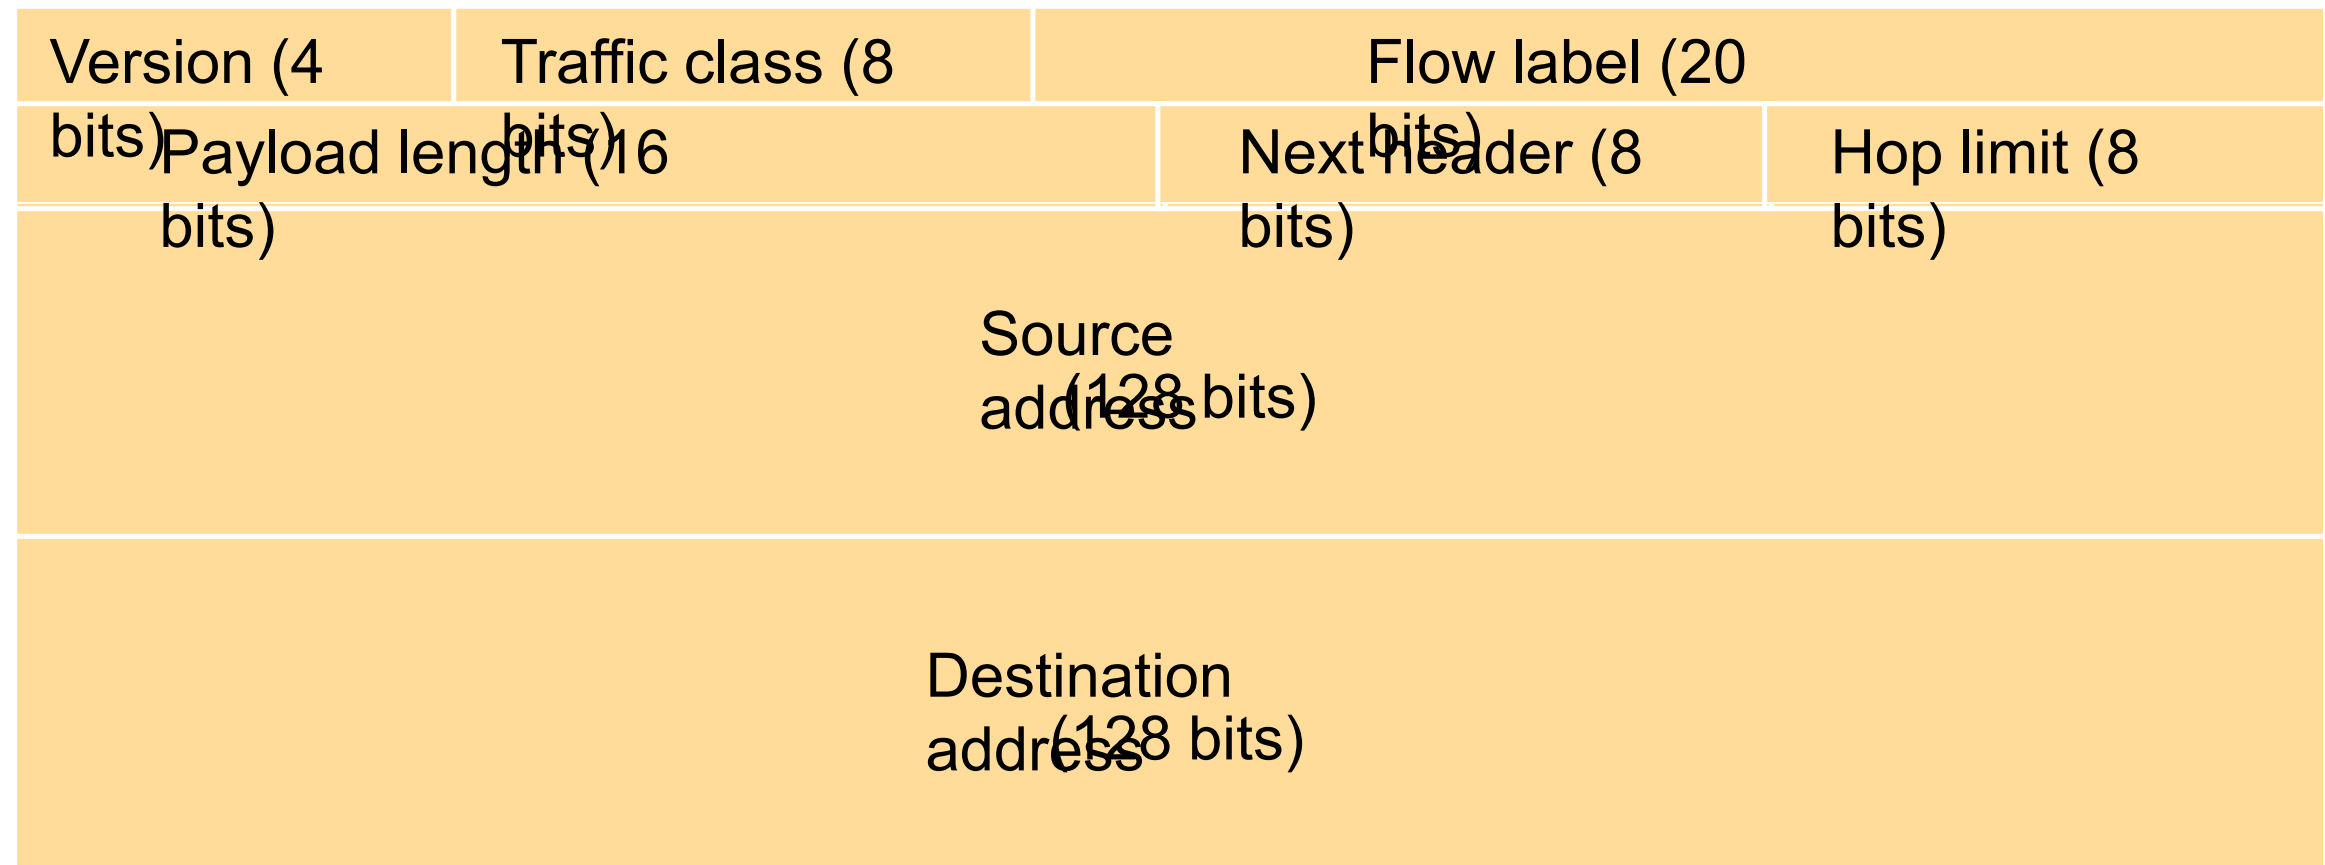 Version (4
bits)
Traffic class (8
bits)
Flow label (20
bits)
Payload length (16
bits)
Next header (8
bits)
Hop limit (8
bits)
Source
address
(128 bits)
Destination
address
(128 bits)